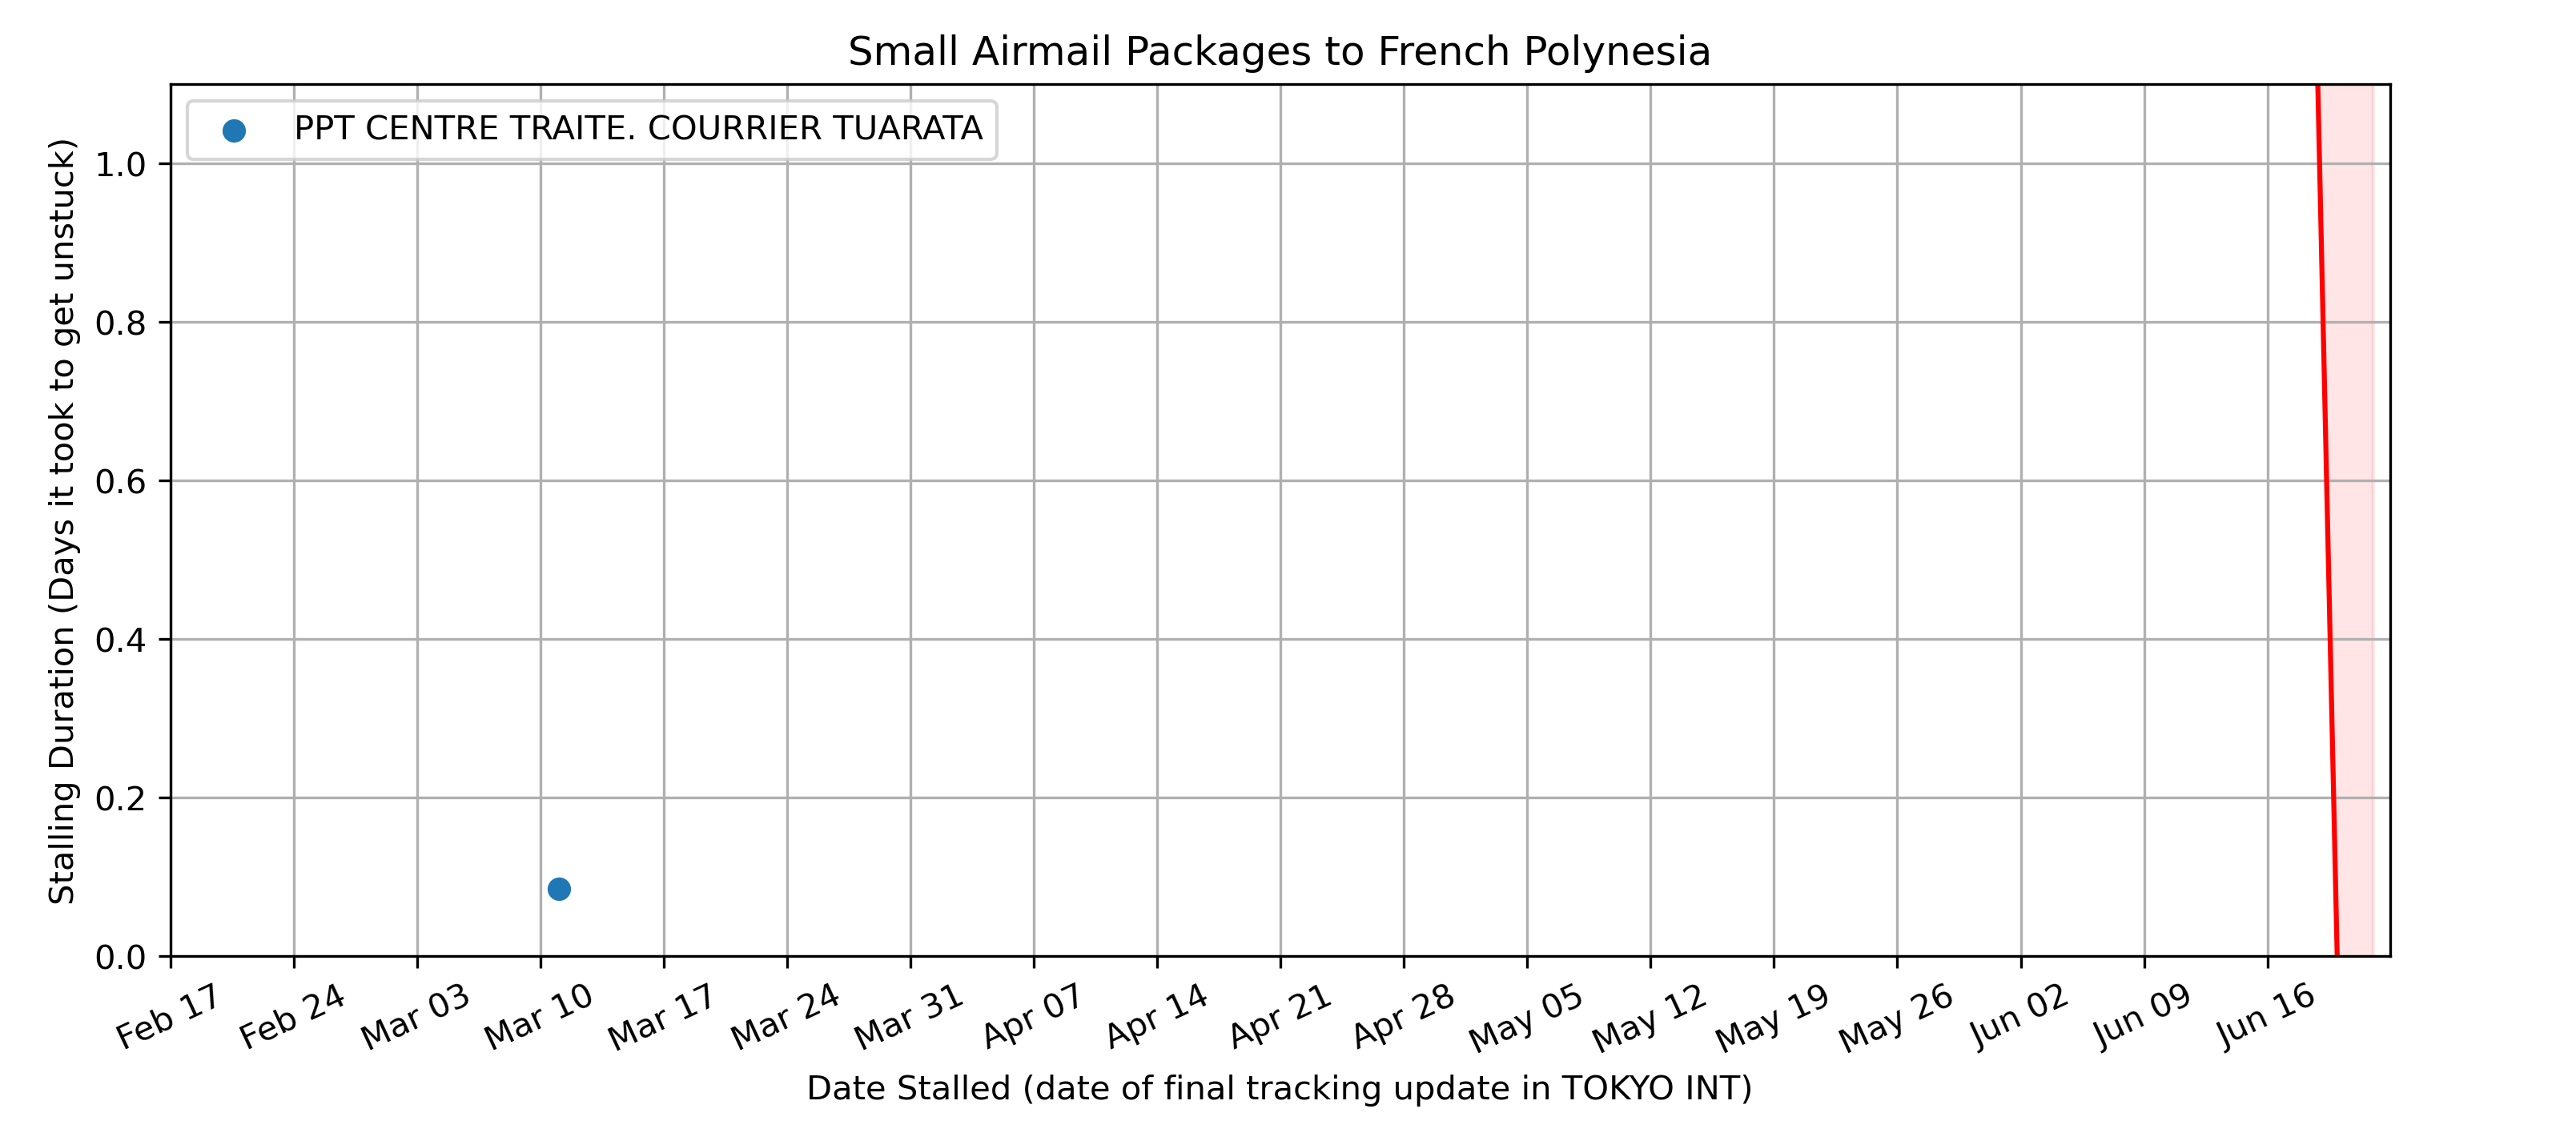 Small Airmail Packages to French Polynesia
PPT CENTRE TRAITE. COURRIER TUARATA
Stalling Duration (Days it took to get unstuck)
1.0
0.8
0.6
0.4
0.2
0.0
Feb 17 Feb 24 Mar 03 Mar 10 Mar 17 Mar 24 Mar 31 Apr 07 Apr 14 Apr 21 Apr 28 May 05 May 12 May 19 May 26 Jun 02 Jun 09 Jun 16
Date Stalled (date of final tracking update in TOKYO INT)